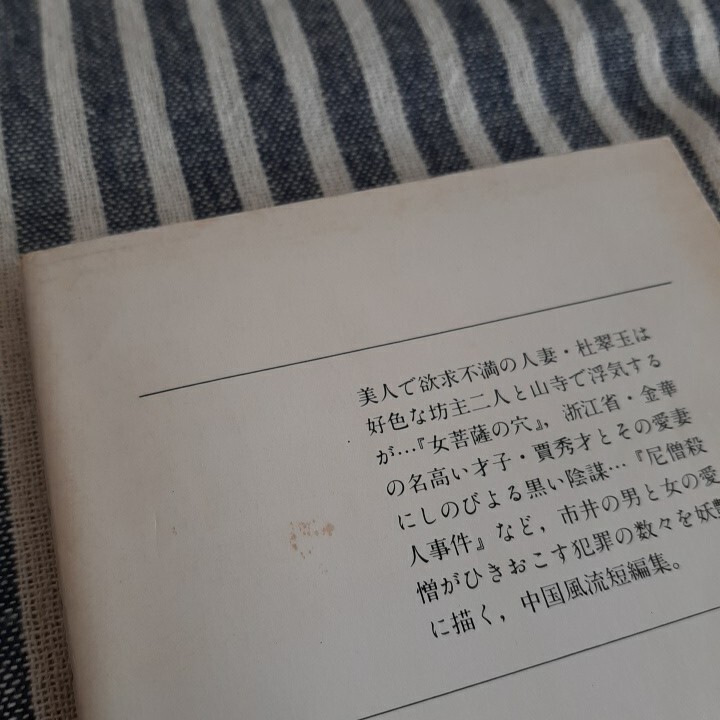 美人で欲求不満の人妻・杜翠玉は
好色な坊主二人と山寺で浮気する
が…『女菩薩の穴』，浙江省・金華
の名高い才子・賈秀才とその愛妻
にしのびよる黒い陰謀…『尼僧殺
人事件』など，市井の男と女の愛
憎がひきおこす犯罪の数々を妖艶
に描く，中国風流短編集。